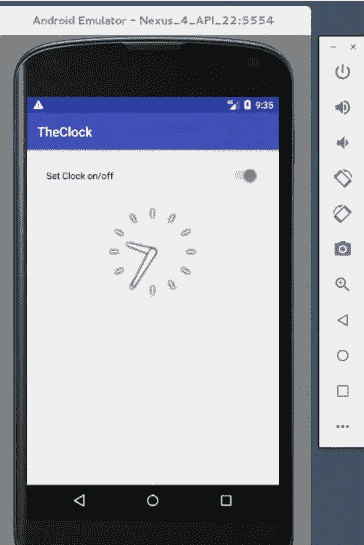 Android Emulator - Nexus_4_API_22:5554
9:35
TheClock
Set Clock on/off